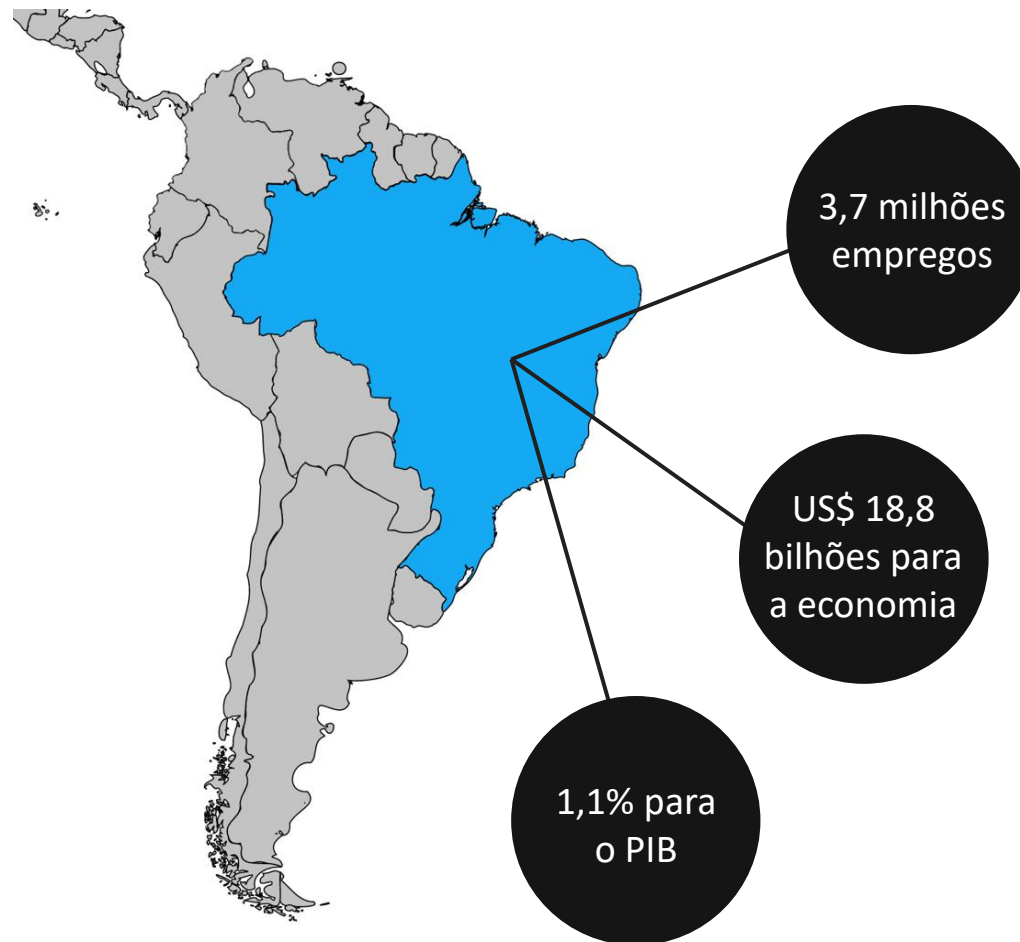 3,7 milhões
empregos
US$ 18,8
bilhões para
a economia
1,1% para
o PIB